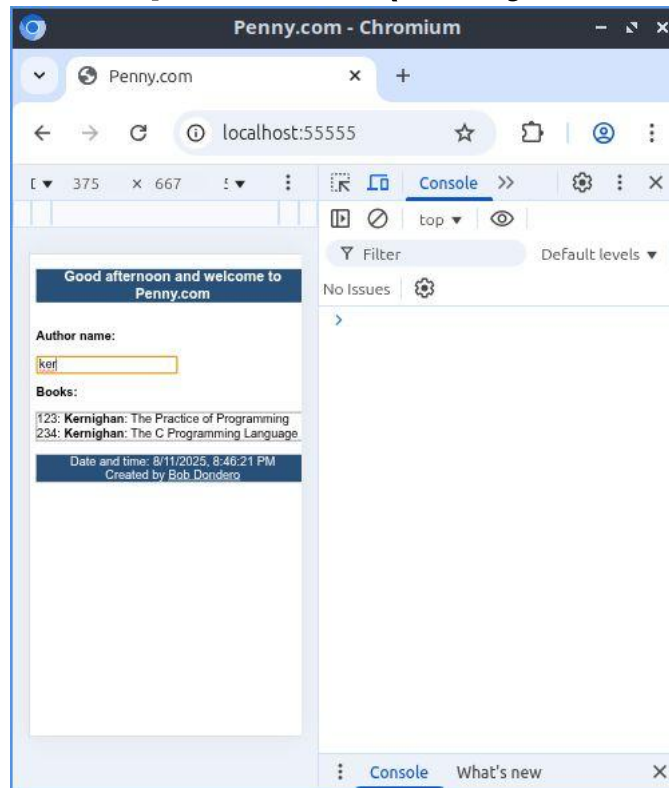 Penny.com - Chromium
Penny.com
localhost:55555
375 × 667
Console
top
Filter
Default levels
No Issues
Good afternoon and welcome to
Penny.com
Author name:
ker
Books:
123: Kernighan: The Practice of Programming
234: Kernighan: The C Programming Language
Date and time: 8/11/2025, 8:46:21 PM
Created by Bob Dondero
Console What's new